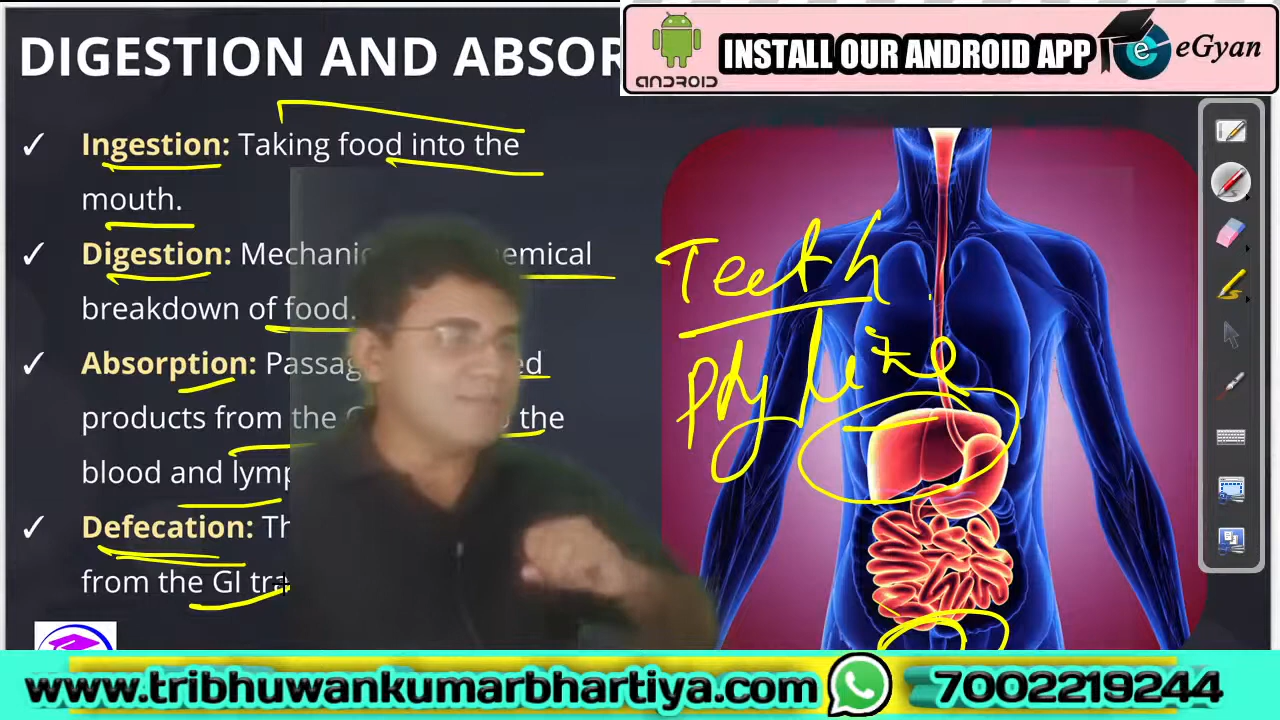 DIGESTION AND ABSOR
INSTALL OUR ANDROID APP
ANDROID
e
eGyan
✓ Ingestion: Taking food into the
mouth.
✓ Digestion: Mechanic emical
breakdown of food.
✓ Absorption: Passag ed
products from the the
blood and lymp
✓ Defecation: Th
from the GI tra
Teeth
www.tribhuwankumarbhartiya.com 7002219244